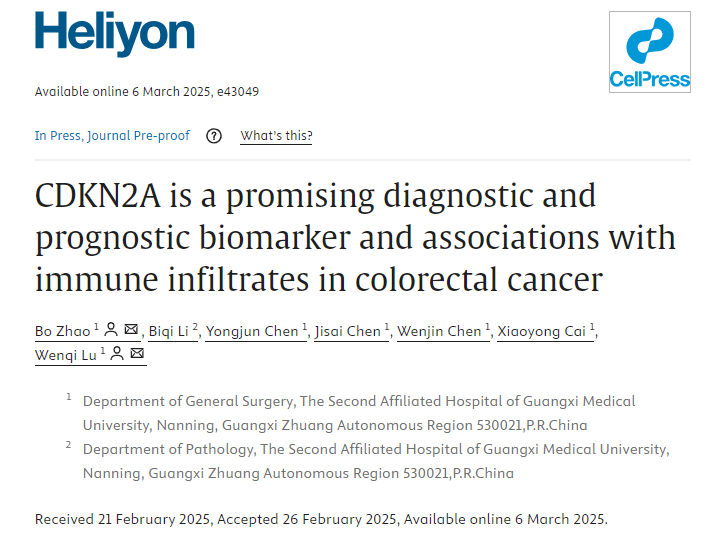 Heliyon
CellPress
Available online 6 March 2025, e43049
In Press, Journal Pre-proof ? What's this?
CDKN2A is a promising diagnostic and
prognostic biomarker and associations with
immune infiltrates in colorectal cancer
Bo Zhao 1, Biqi Li 2, Yongjun Chen 1, Jisai Chen 1, Wenjin Chen 1, Xiaoyong Cai 1,
Wenqi Lu 1
1 Department of General Surgery, The Second Affiliated Hospital of Guangxi Medical
University, Nanning, Guangxi Zhuang Autonomous Region 530021,P.R.China
2 Department of Pathology, The Second Affiliated Hospital of Guangxi Medical University,
Nanning, Guangxi Zhuang Autonomous Region 530021,P.R.China
Received 21 February 2025, Accepted 26 February 2025, Available online 6 March 2025.